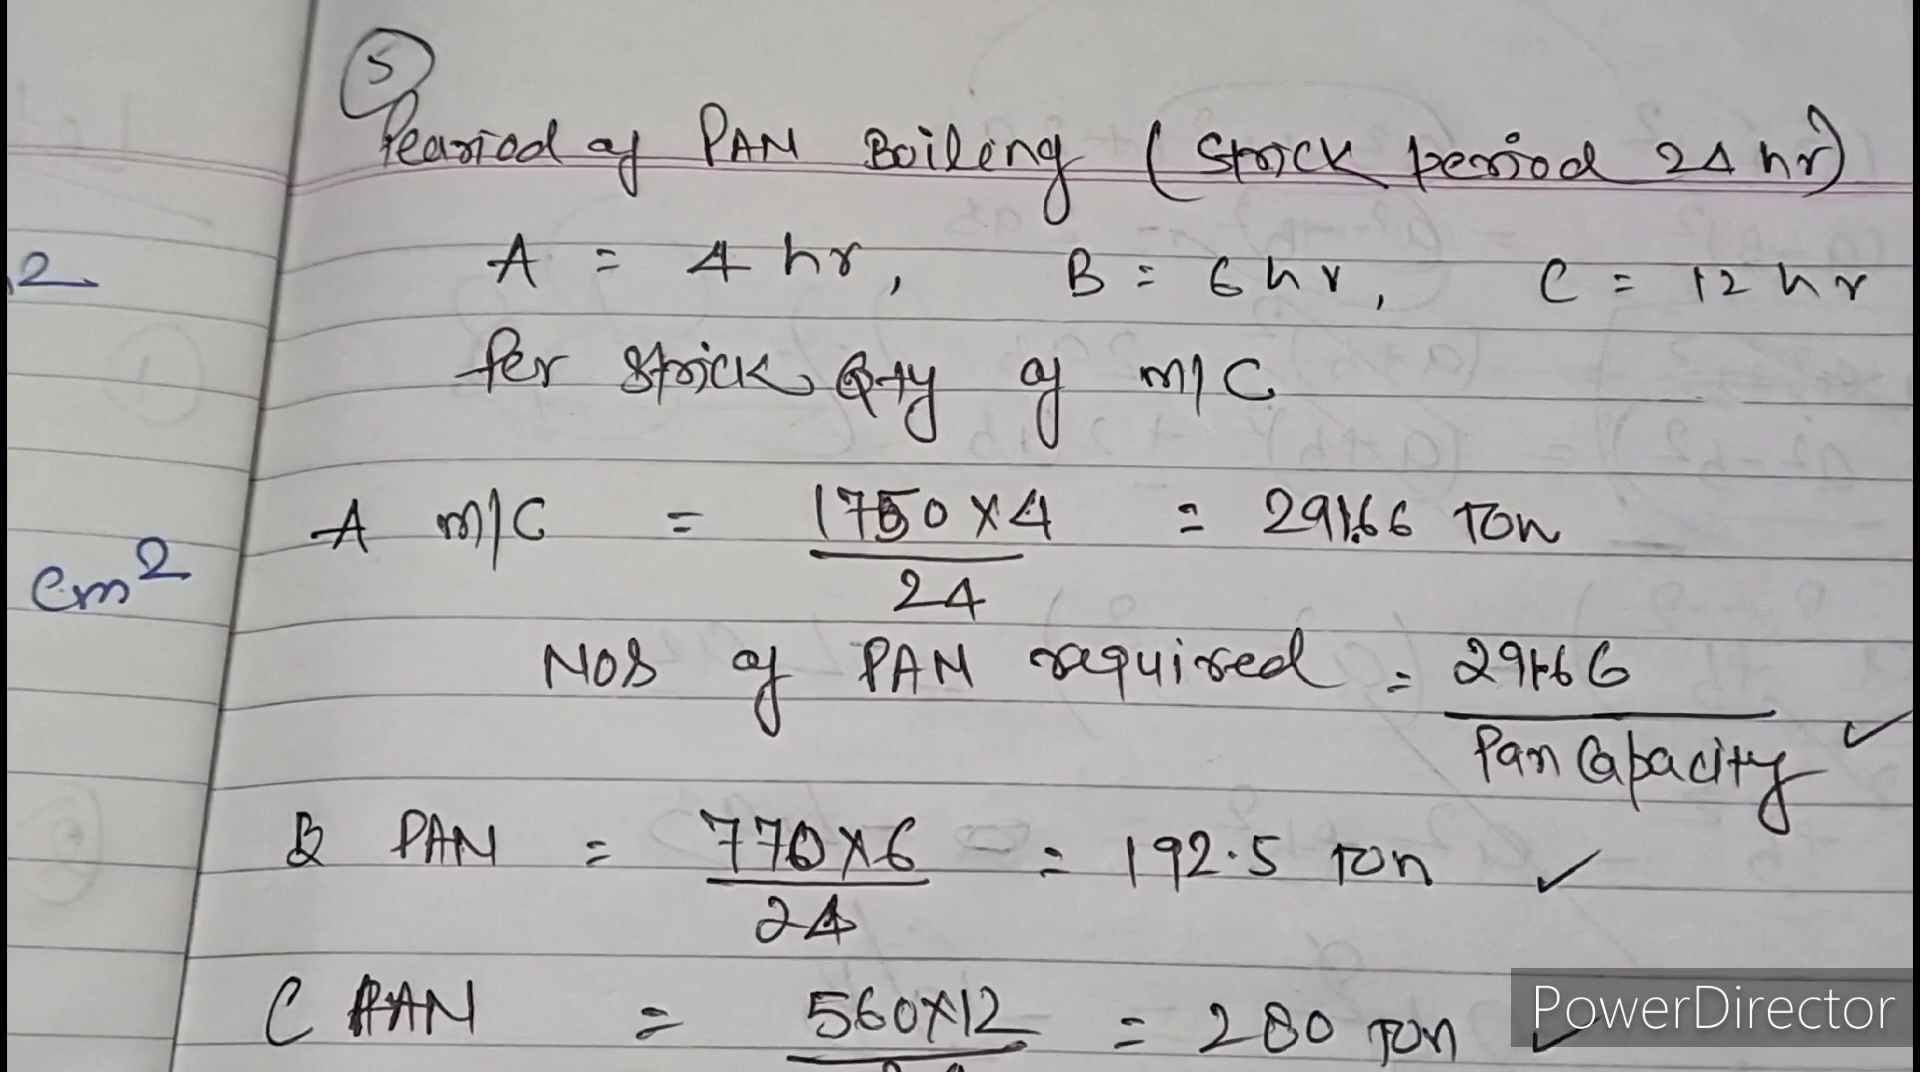 5
Peariod of PAN Boiling ( Strick period 24 hr)
A = 4 hr, B = 6 hr, C = 12 hr
2
Per Strick Qty of m/c
A m/c = 1750 x 4 = 291.66 Ton
24
cm2
NOS of PAN required = 291.66
Pan Capacity ✓
B PAN = 770 x 6 = 192.5 Ton ✓
24
C PAN = 560 x 12 = 280 Ton ✓
PowerDirector